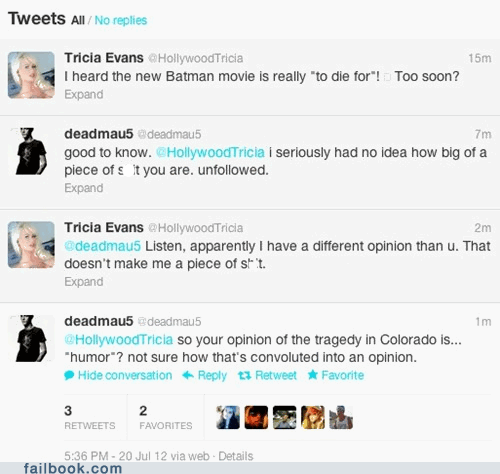 Tweets All / No replies
Tricia Evans @HollywoodTricia 15m
I heard the new Batman movie is really "to die for"! Too soon?
Expand
deadmau5 @deadmau5 7m
good to know. @HollywoodTricia i seriously had no idea how big of a
piece of s t you are. unfollowed.
Expand
Tricia Evans @HollywoodTricia 2m
@deadmau5 Listen, apparently I have a different opinion than u. That
doesn't make me a piece of sh t.
Expand
deadmau5 @deadmau5 1m
@HollywoodTricia so your opinion of the tragedy in Colorado is...
"humor"? not sure how that's convoluted into an opinion.
Hide conversation Reply Retweet Favorite
3 2
RETWEETS FAVORITES
5:36 PM - 20 Jul 12 via web · Details
failbook.com